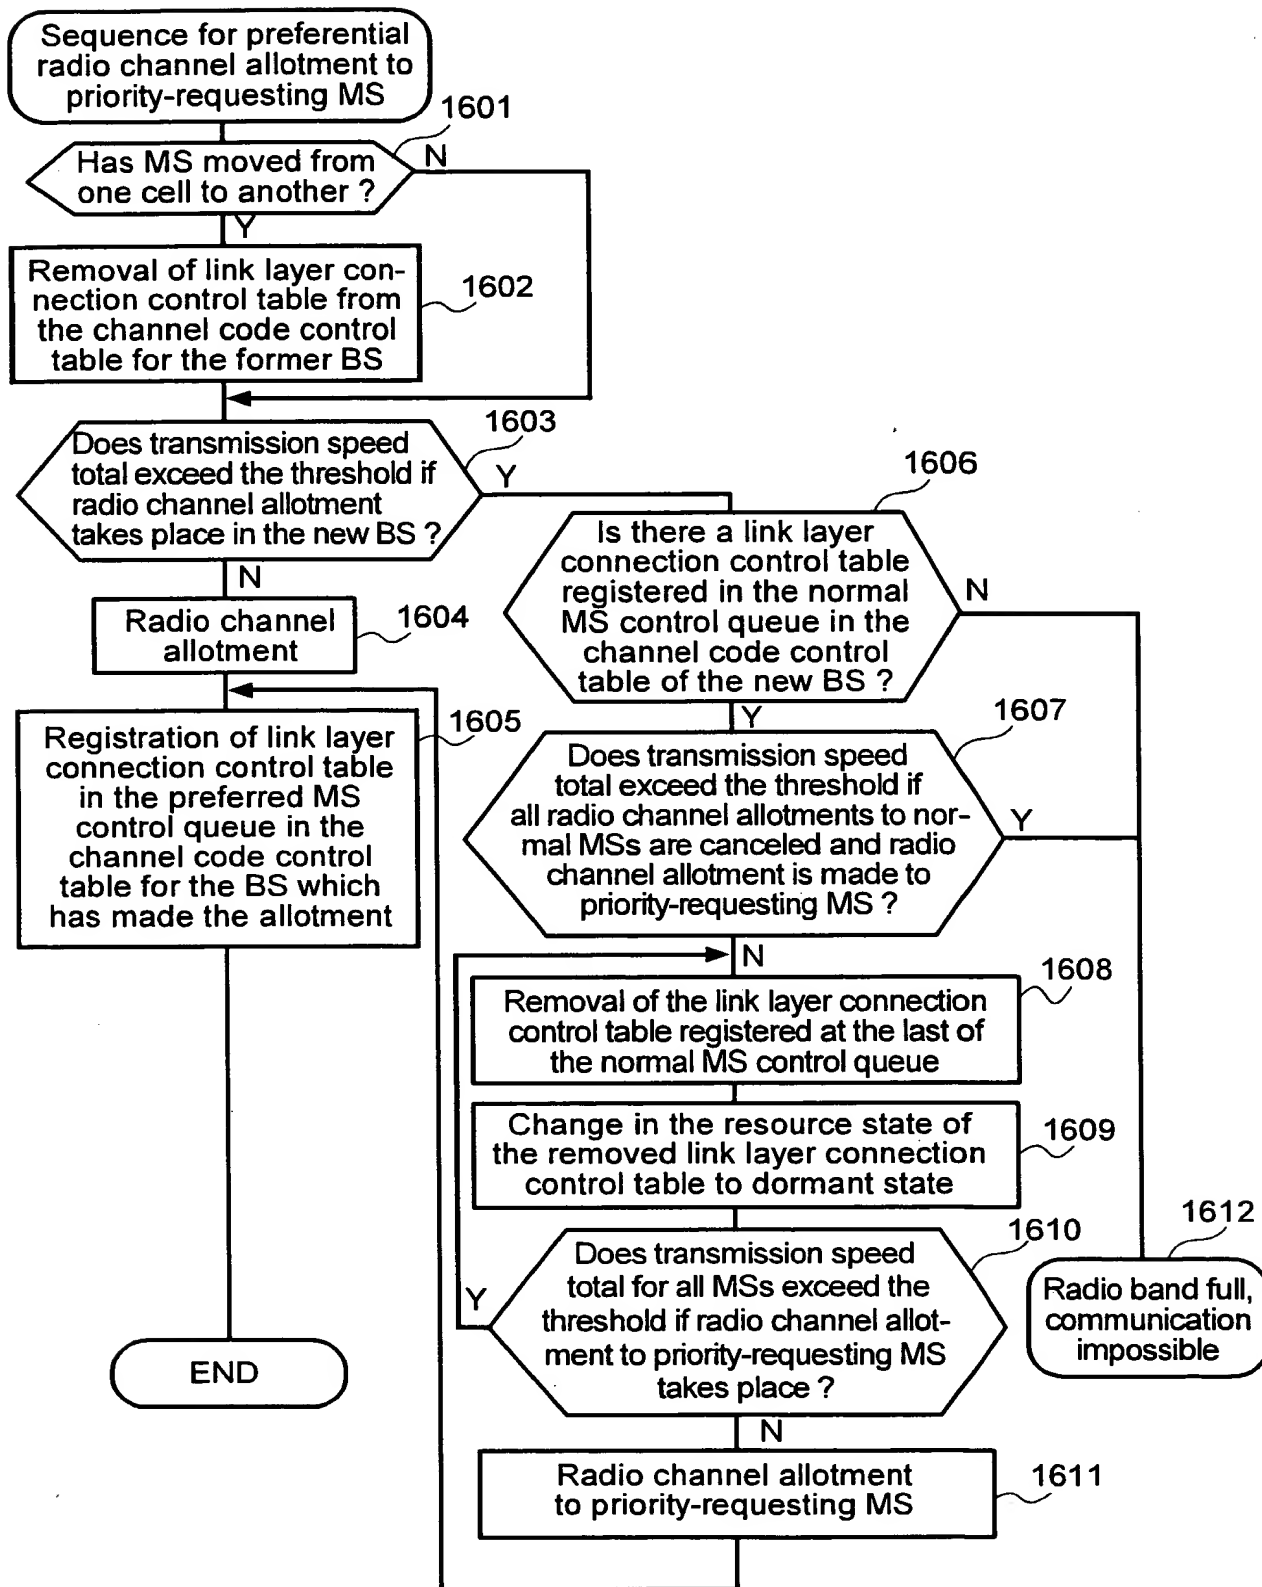 Sequence for preferential
radio channel allotment to
priority-requesting MS
1601
Has MS moved from
one cell to another ?
N
Y
Removal of link layer con-
nection control table from
the channel code control
table for the former BS
1602
Does transmission speed
total exceed the threshold if
radio channel allotment
takes place in the new BS ?
1603
Y
N
Radio channel
allotment
1604
Registration of link layer
connection control table
in the preferred MS
control queue in the
channel code control
table for the BS which
has made the allotment
1605
END
1606
Is there a link layer
connection control table
registered in the normal
MS control queue in the
channel code control
table of the new BS ?
N
Y
1607
Does transmission speed
total exceed the threshold if
all radio channel allotments to nor-
mal MSs are canceled and radio
channel allotment is made to
priority-requesting MS ?
Y
N
1608
Removal of the link layer connection
control table registered at the last of
the normal MS control queue
Change in the resource state of
the removed link layer connection
control table to dormant state
1609
1610
Does transmission speed
total for all MSs exceed the
threshold if radio channel allot-
ment to priority-requesting MS
takes place ?
Y
N
Radio channel allotment
to priority-requesting MS
1611
1612
Radio band full,
communication
impossible